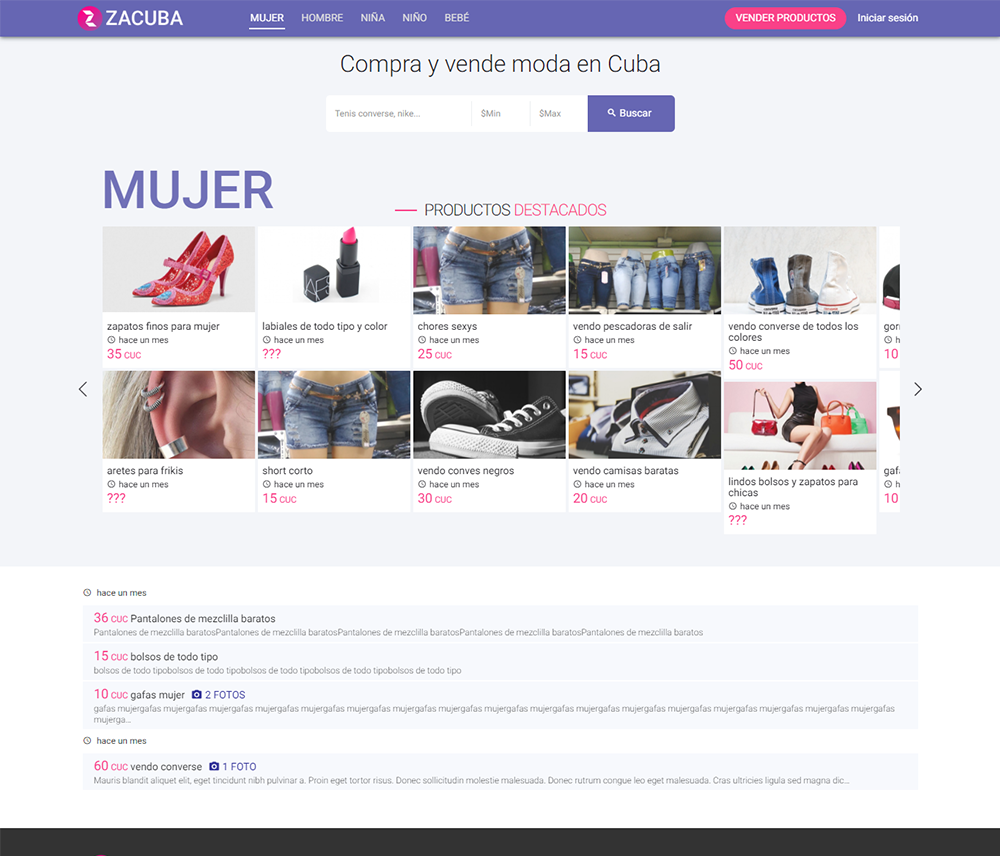 ZACUBA
MUJER HOMBRE NIÑA NIÑO BEBÉ
VENDER PRODUCTOS Iniciar sesión
Compra y vende moda en Cuba
Tenis converse, nike... $Min $Max Buscar
MUJER
PRODUCTOS DESTACADOS
zapatos finos para mujer
hace un mes
35 CUC
labiales de todo tipo y color
hace un mes
???
chores sexys
hace un mes
25 CUC
vendo pescadoras de salir
hace un mes
15 CUC
vendo converse de todos los
colores
hace un mes
50 CUC
10
aretes para frikis
hace un mes
???
short corto
hace un mes
15 CUC
vendo conves negros
hace un mes
30 CUC
vendo camisas baratas
hace un mes
20 CUC
lindos bolsos y zapatos para
chicas
hace un mes
???
10
hace un mes
36 CUC Pantalones de mezclilla baratos
Pantalones de mezclilla baratosPantalones de mezclilla baratosPantalones de mezclilla baratosPantalones de mezclilla baratosPantalones de mezclilla baratos
15 CUC bolsos de todo tipo
bolsos de todo tipobolsos de todo tipobolsos de todo tipobolsos de todo tipobolsos de todo tipo
10 CUC gafas mujer 2 FOTOS
gafas mujergafas mujergafas mujergafas mujergafas mujergafas mujergafas mujergafas mujergafas mujergafas mujergafas mujergafas mujergafas mujergafas mujergafas mujergafas mujergafas
mujerga...
hace un mes
60 CUC vendo converse 1 FOTO
Mauris blandit aliquet elit, eget tincidunt nibh pulvinar a. Proin eget tortor risus. Donec sollicitudin molestie malesuada. Donec rutrum congue leo eget malesuada. Cras ultricies ligula sed magna dic...